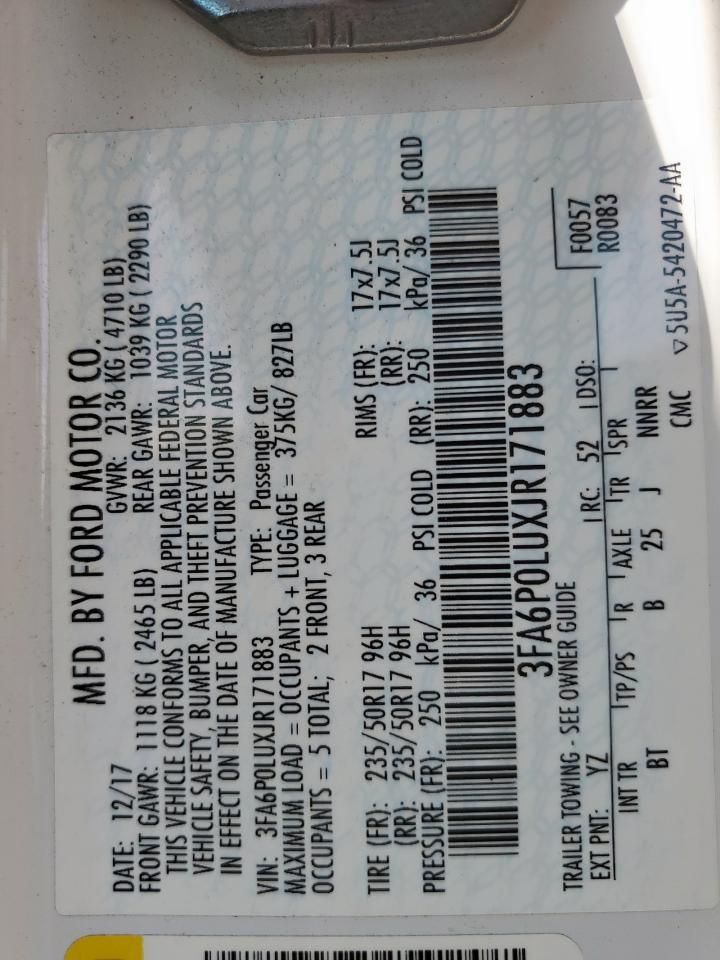 MFD. BY FORD MOTOR CO.
DATE: 12/17 GVWR: 2136 KG ( 4710 LB)
FRONT GAWR: 1118 KG ( 2465 LB) REAR GAWR: 1039 KG ( 2290 LB)
THIS VEHICLE CONFORMS TO ALL APPLICABLE FEDERAL MOTOR
VEHICLE SAFETY, BUMPER, AND THEFT PREVENTION STANDARDS
IN EFFECT ON THE DATE OF MANUFACTURE SHOWN ABOVE.
VIN: 3FA6P0LUXJR171883 TYPE: Passenger Car
MAXIMUM LOAD = OCCUPANTS + LUGGAGE = 375KG/ 827LB
OCCUPANTS = 5 TOTAL; 2 FRONT, 3 REAR
TIRE (FR): 235/50R17 96H RIMS (FR): 17x7.5J
(RR): 235/50R17 96H (RR): 17x7.5J
PRESSURE (FR): 250 kPa/ 36 PSI COLD (RR): 250 kPa/ 36 PSI COLD
3FA6P0LUXJR171883
TRAILER TOWING - SEE OWNER GUIDE F0057
R0083
EXT PNT: YZ RC: 52 DSO:
INT TR TP/PS R AXLE TR SPR
BT B 25 J NNRR
CMC ▽5U5A-5420472-AA